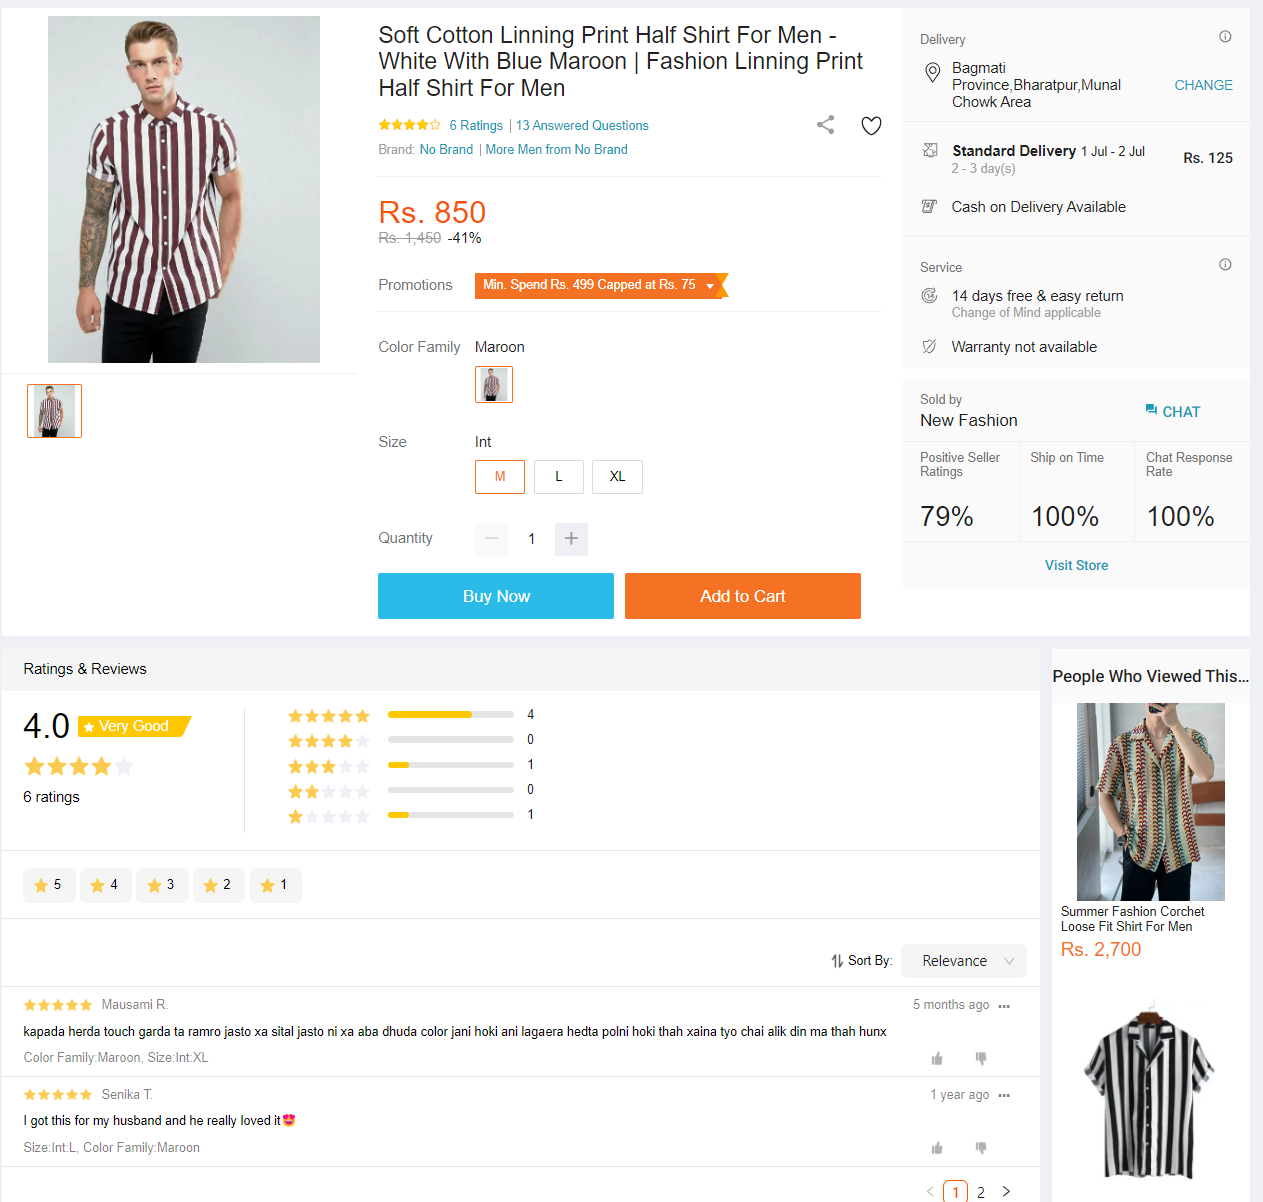 Soft Cotton Linning Print Half Shirt For Men -
White With Blue Maroon | Fashion Linning Print
Half Shirt For Men
6 Ratings | 13 Answered Questions
Brand: No Brand | More Men from No Brand
Rs. 850
Rs. 1,450 -41%
Promotions Min. Spend Rs. 499 Capped at Rs. 75
Color Family Maroon
Size Int
M L XL
Quantity 1
Buy Now Add to Cart
Delivery
Bagmati
Province,Bharatpur,Munal
Chowk Area
CHANGE
Standard Delivery 1 Jul - 2 Jul
2 - 3 day(s)
Rs. 125
Cash on Delivery Available
Service
14 days free & easy return
Change of Mind applicable
Warranty not available
Sold by
New Fashion
CHAT
Positive Seller
Ratings
79%
Ship on Time
100%
Chat Response
Rate
100%
Visit Store
Ratings & Reviews
4.0 Very Good
6 ratings
4
0
1
0
1
5 4 3 2 1
Sort By: Relevance
Mausami R. 5 months ago
kapada herda touch garda ta ramro jasto xa sital jasto ni xa aba dhuda color jani hoki ani lagaera hedta polni hoki thah xaina tyo chai alik din ma thah hunx
Color Family:Maroon, Size:Int:XL
Senika T. 1 year ago
I got this for my husband and he really loved it😍
Size:Int:L, Color Family:Maroon
1 2
People Who Viewed This...
Summer Fashion Corchet
Loose Fit Shirt For Men
Rs. 2,700